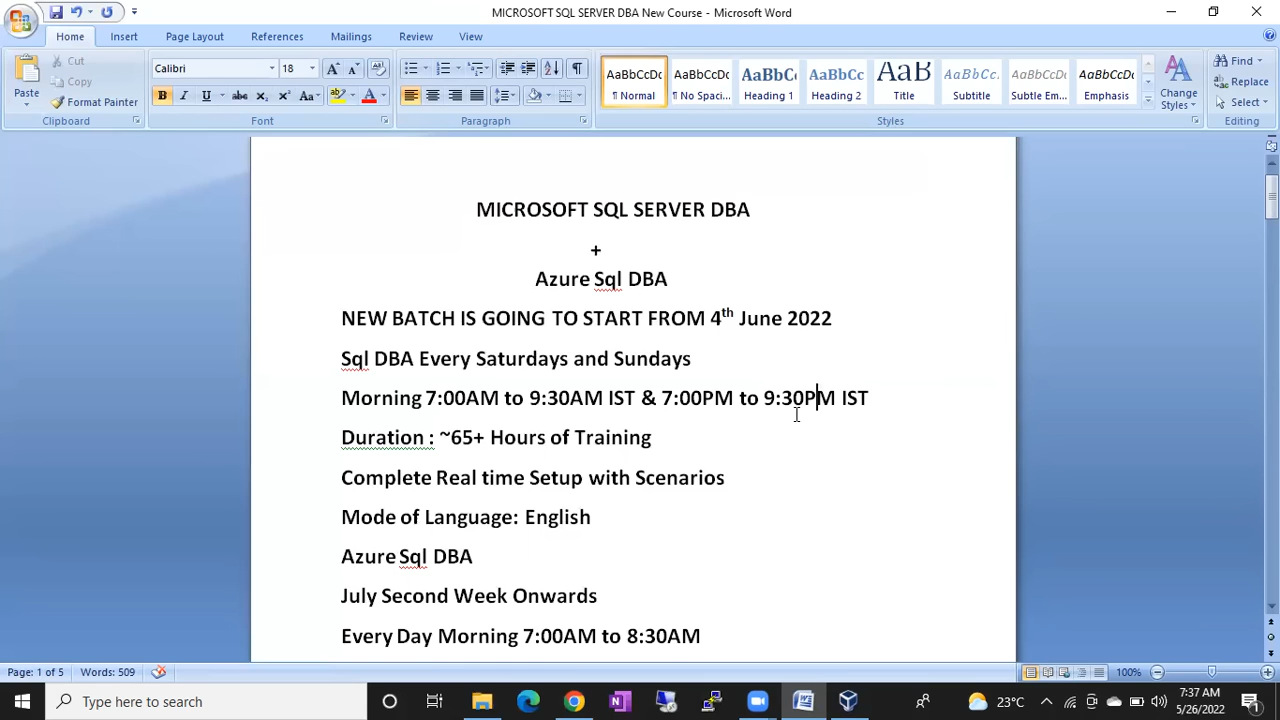 MICROSOFT SQL SERVER DBA New Course - Microsoft Word
Home Insert Page Layout References Mailings Review View
Paste
Cut
Copy
Format Painter
Clipboard
Calibri 18
B I U abc X₂ X² Aa
Font
Paragraph
AaBbCcDc AaBbCcDc AaBbCc AaBbCc AaB AaBbCc AaBbCcDc AaBbCcDc
¶ Normal ¶ No Spaci... Heading 1 Heading 2 Title Subtitle Subtle Em... Emphasis
Change Styles
Styles
Find
Replace
Select
Editing
MICROSOFT SQL SERVER DBA
+
Azure Sql DBA
NEW BATCH IS GOING TO START FROM 4th June 2022
Sql DBA Every Saturdays and Sundays
Morning 7:00AM to 9:30AM IST & 7:00PM to 9:30PM IST
Duration : ~65+ Hours of Training
Complete Real time Setup with Scenarios
Mode of Language: English
Azure Sql DBA
July Second Week Onwards
Every Day Morning 7:00AM to 8:30AM
Page: 1 of 5 Words: 509 100%
Type here to search 23°C 7:37 AM
5/26/2022